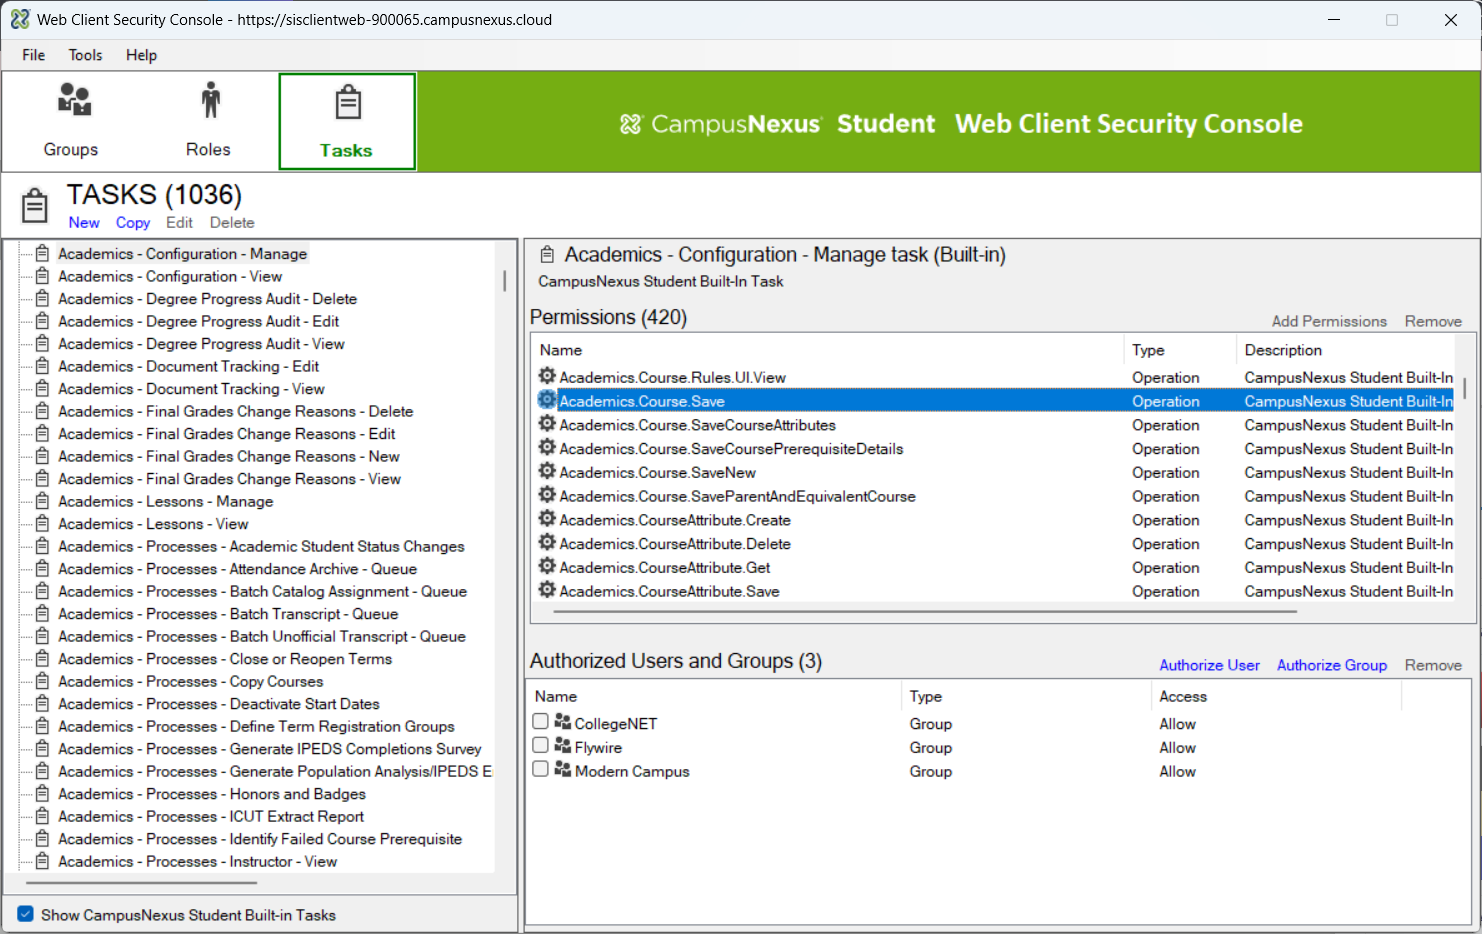 Web Client Security Console - https://sisclientweb-900065.campusnexus.cloud
File Tools Help
Groups
Roles
Tasks
CampusNexus Student Web Client Security Console
TASKS (1036)
New Copy Edit Delete
Academics - Configuration - Manage
Academics - Configuration - View
Academics - Degree Progress Audit - Delete
Academics - Degree Progress Audit - Edit
Academics - Degree Progress Audit - View
Academics - Document Tracking - Edit
Academics - Document Tracking - View
Academics - Final Grades Change Reasons - Delete
Academics - Final Grades Change Reasons - Edit
Academics - Final Grades Change Reasons - New
Academics - Final Grades Change Reasons - View
Academics - Lessons - Manage
Academics - Lessons - View
Academics - Processes - Academic Student Status Changes
Academics - Processes - Attendance Archive - Queue
Academics - Processes - Batch Catalog Assignment - Queue
Academics - Processes - Batch Transcript - Queue
Academics - Processes - Batch Unofficial Transcript - Queue
Academics - Processes - Close or Reopen Terms
Academics - Processes - Copy Courses
Academics - Processes - Deactivate Start Dates
Academics - Processes - Define Term Registration Groups
Academics - Processes - Generate IPEDS Completions Survey
Academics - Processes - Generate Population Analysis/IPEDS E
Academics - Processes - Honors and Badges
Academics - Processes - ICUT Extract Report
Academics - Processes - Identify Failed Course Prerequisite
Academics - Processes - Instructor - View
Show CampusNexus Student Built-in Tasks
Academics - Configuration - Manage task (Built-in)
CampusNexus Student Built-In Task
Permissions (420)
Add Permissions Remove
Name Type Description
Academics.Course.Rules.UI.View Operation CampusNexus Student Built-In
Academics.Course.Save Operation CampusNexus Student Built-In
Academics.Course.SaveCourseAttributes Operation CampusNexus Student Built-In
Academics.Course.SaveCoursePrerequisiteDetails Operation CampusNexus Student Built-In
Academics.Course.SaveNew Operation CampusNexus Student Built-In
Academics.Course.SaveParentAndEquivalentCourse Operation CampusNexus Student Built-In
Academics.CourseAttribute.Create Operation CampusNexus Student Built-In
Academics.CourseAttribute.Delete Operation CampusNexus Student Built-In
Academics.CourseAttribute.Get Operation CampusNexus Student Built-In
Academics.CourseAttribute.Save Operation CampusNexus Student Built-In
Authorized Users and Groups (3)
Authorize User Authorize Group Remove
Name Type Access
CollegeNET Group Allow
Flywire Group Allow
Modern Campus Group Allow